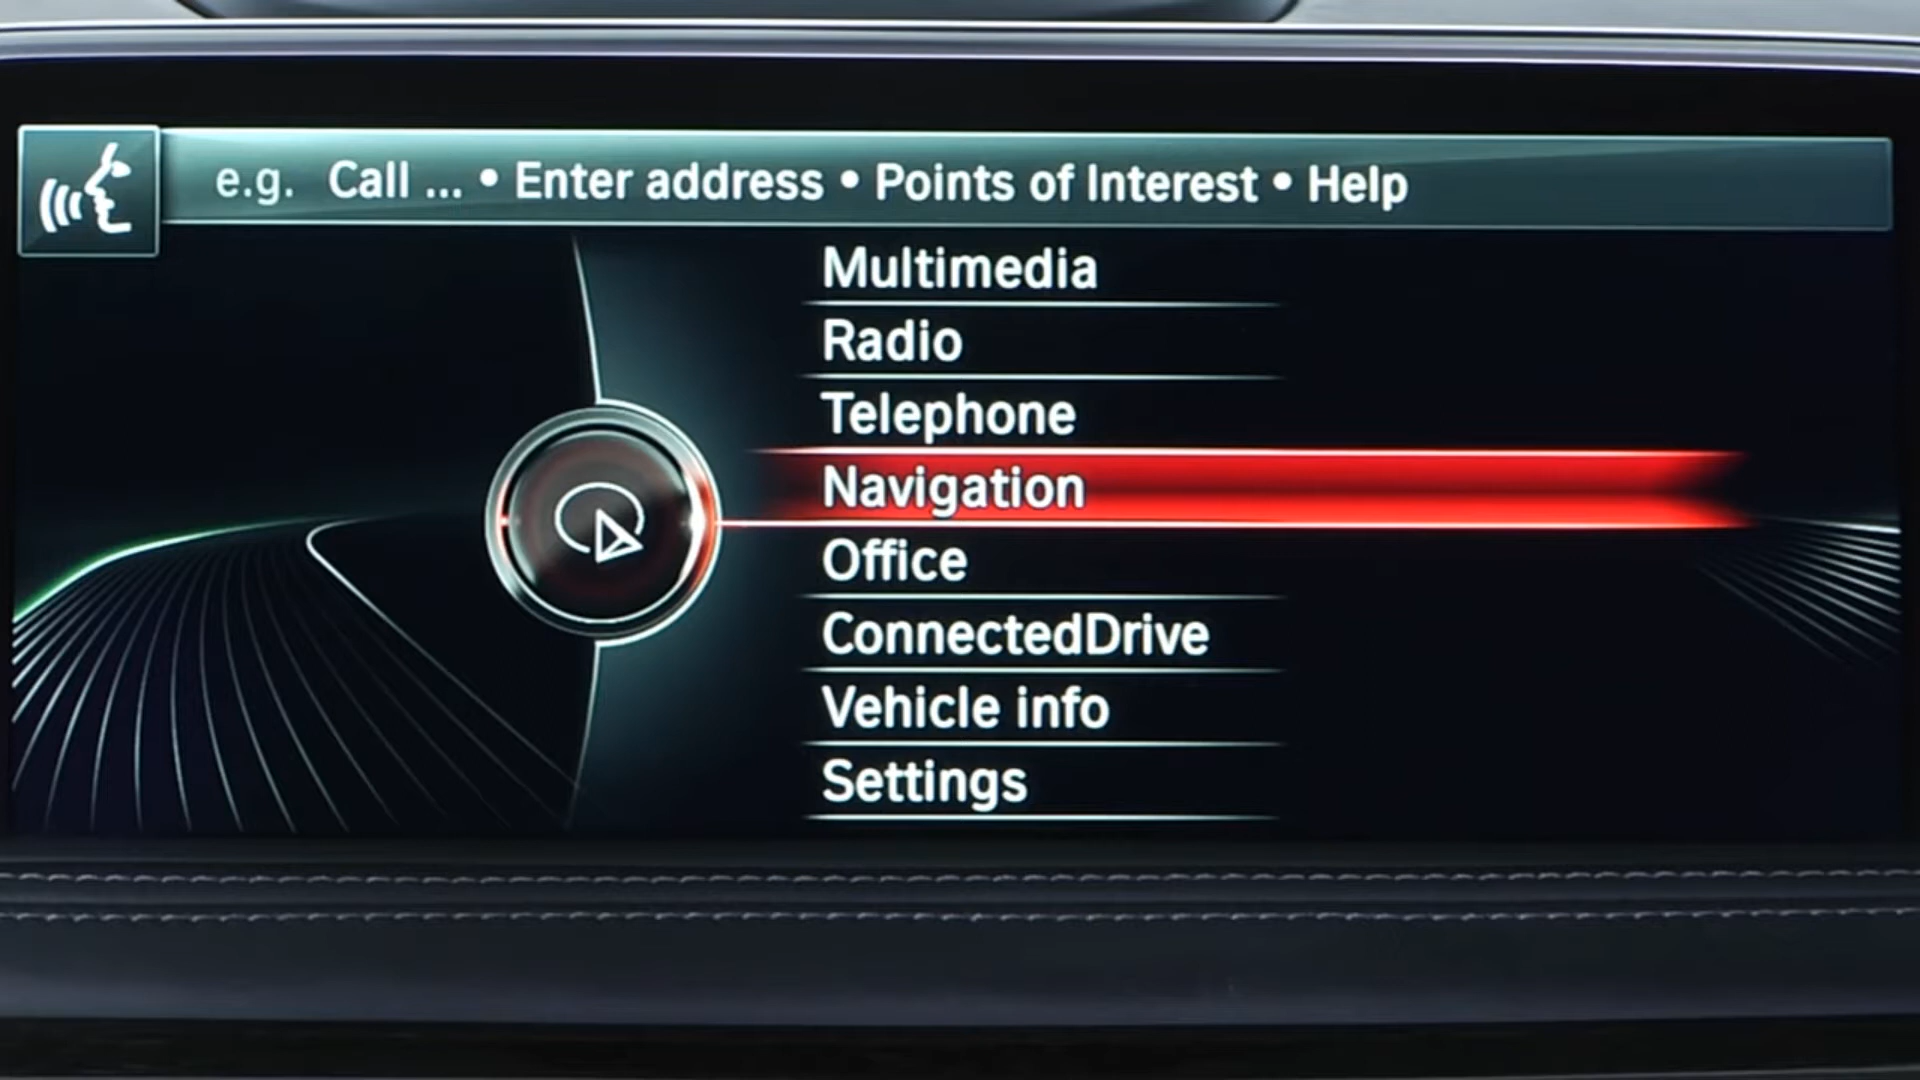 e.g. Call ... • Enter address • Points of Interest • Help
Multimedia
Radio
Telephone
Navigation
Office
ConnectedDrive
Vehicle info
Settings